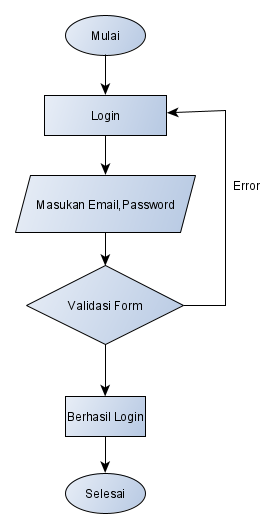 Mulai
Login
Masukan Email,Password
Error
Validasi Form
Berhasil Login
Selesai